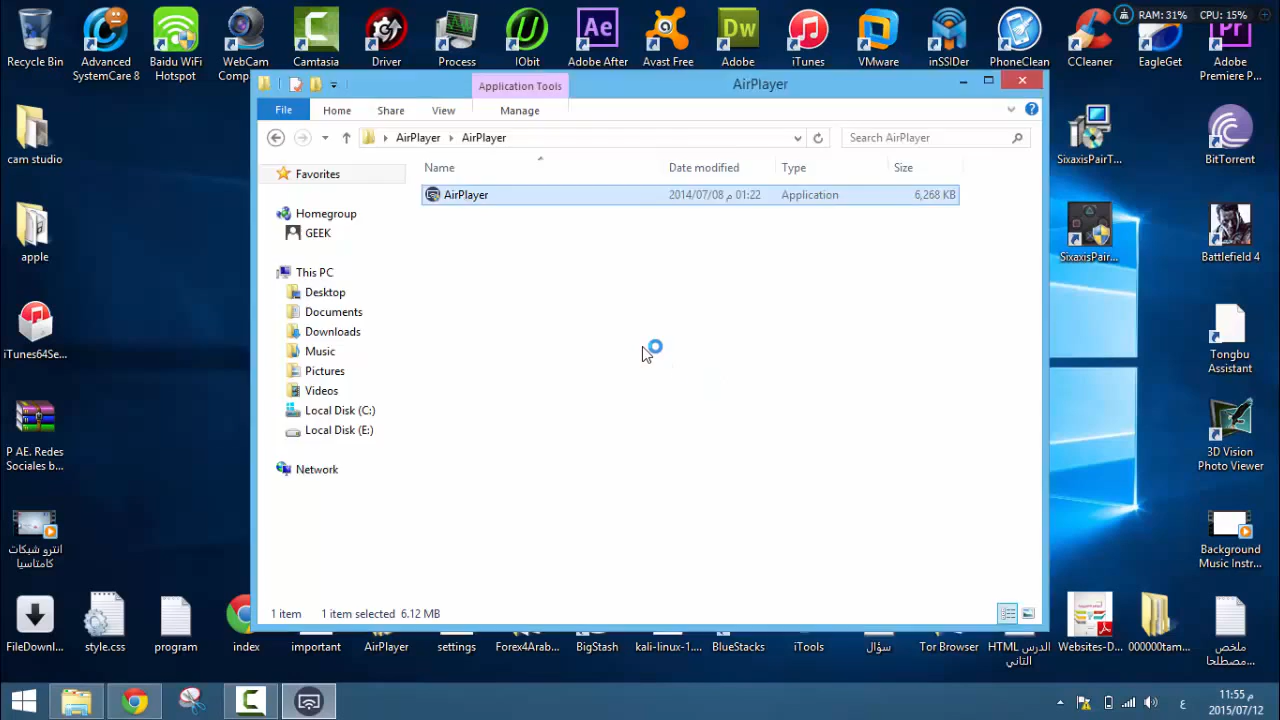 RAM: 31% CPU: 15%
Recycle Bin
Advanced
SystemCare 8
Baidu WiFi
Hotspot
WebCam
Comp...
Camtasia
Driver
Process
IObit
Adobe After
Avast Free
Adobe
iTunes
VMware
inSSIDer
PhoneClean
CCleaner
EagleGet
Adobe
Premiere P...
Application Tools
AirPlayer
File
Home
Share
View
Manage
AirPlayer
AirPlayer
Search AirPlayer
Name
Date modified
Type
Size
AirPlayer
2014/07/08 م 01:22
Application
6,268 KB
Favorites
Homegroup
GEEK
This PC
Desktop
Documents
Downloads
Music
Pictures
Videos
Local Disk (C:)
Local Disk (E:)
Network
1 item
1 item selected 6.12 MB
cam studio
apple
iTunes64Se...
P AE. Redes
Sociales b...
انترو شبكات
كامتاسيا
SixaxisPairT...
BitTorrent
SixaxisPair...
Battlefield 4
Tongbu
Assistant
3D Vision
Photo Viewer
Background
Music Instr...
FileDownl...
style.css
program
index
important
AirPlayer
settings
Forex4Arab...
BigStash
kali-linux-1....
BlueStacks
iTools
سؤال
Tor Browser
الدرس HTML
الثاني
Websites-D...
000000tam...
ملخص
مصطلحا...
ع
م 11:55
2015/07/12